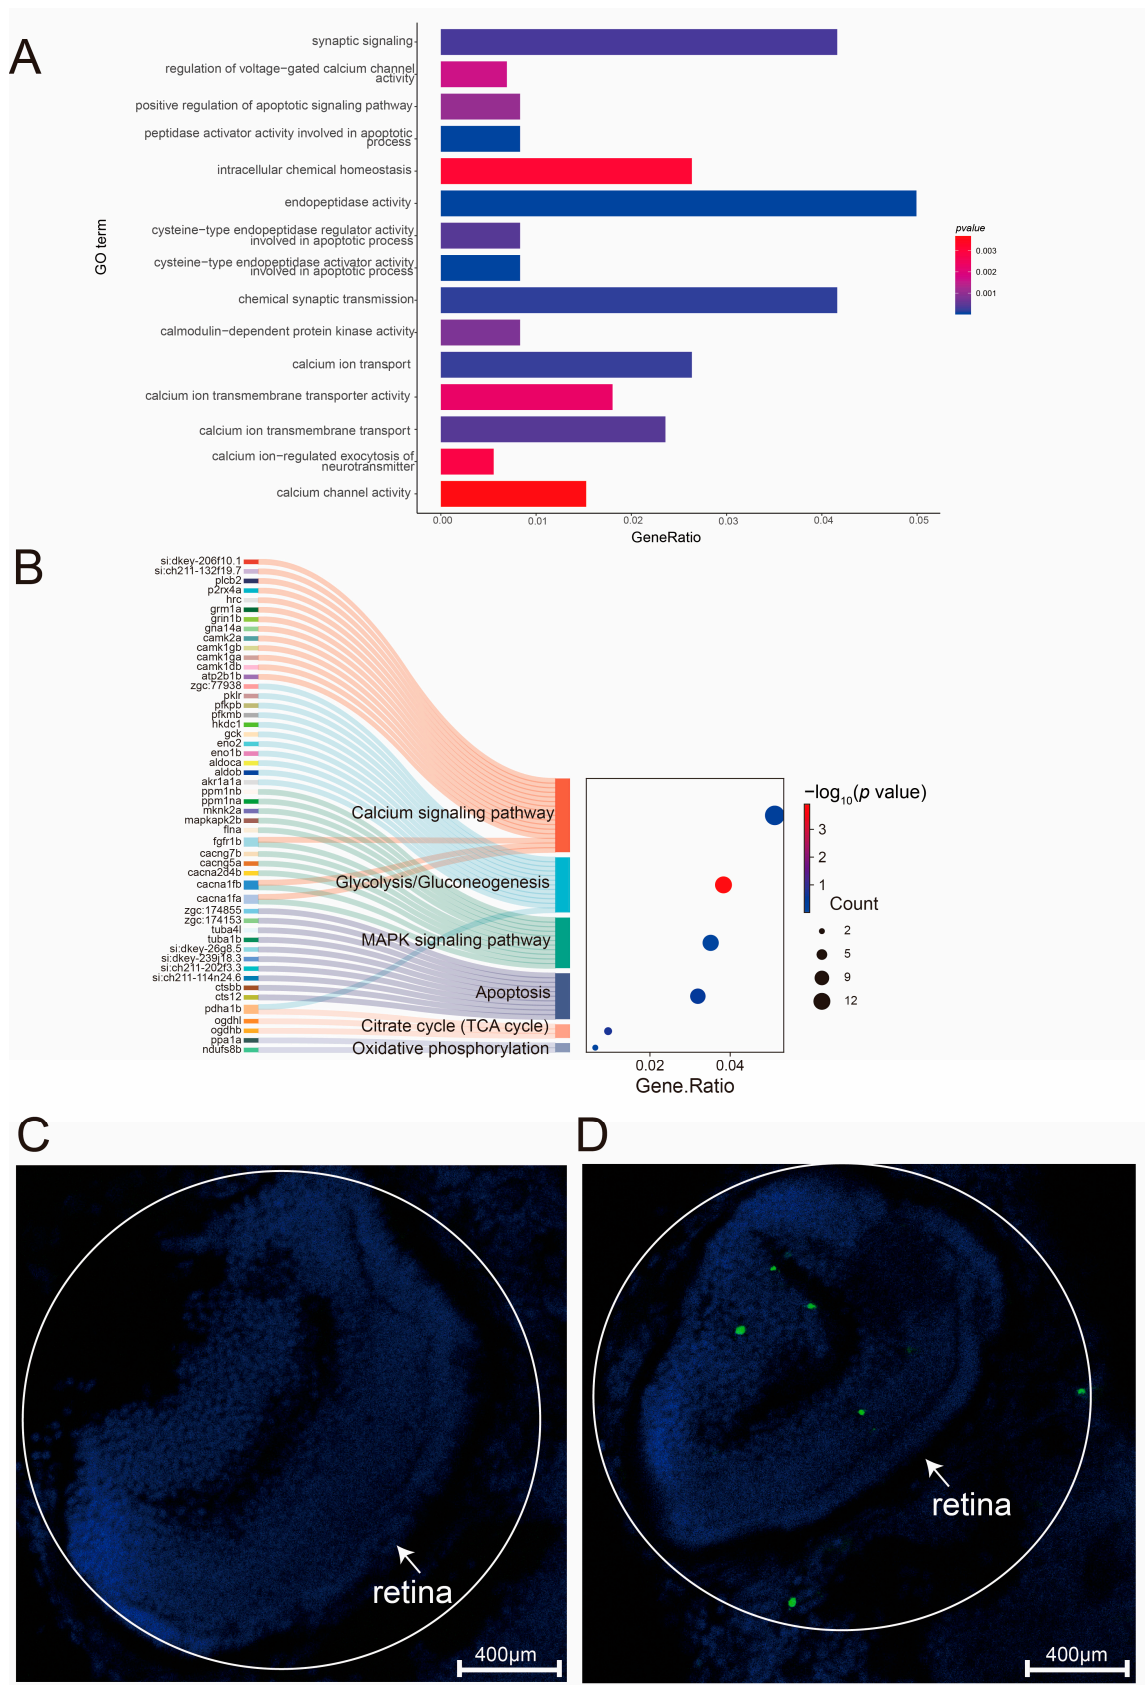 A
synaptic signaling
regulation of voltage−gated calcium channel
activity
positive regulation of apoptotic signaling pathway
peptidase activator activity involved in apoptotic
process
intracellular chemical homeostasis
endopeptidase activity
cysteine−type endopeptidase regulator activity
involved in apoptotic process
cysteine−type endopeptidase activator activity
involved in apoptotic process
chemical synaptic transmission
calmodulin−dependent protein kinase activity
calcium ion transport
calcium ion transmembrane transporter activity
calcium ion transmembrane transport
calcium ion−regulated exocytosis of
neurotransmitter
calcium channel activity
GO term
0.00 0.01 0.02 0.03 0.04 0.05
GeneRatio
pvalue
0.003
0.002
0.001
B
si:dkey-206f10.1
si:ch211-132f19.7
plcb2
p2rx4a
hrc
grm1a
grin1b
gna14a
camk2a
camk1gb
camk1ga
camk1db
atp2b1b
zgc:77938
pklr
pfkpb
pfkmb
hkdc1
gck
eno2
eno1b
aldoca
aldob
akr1a1a
ppm1nb
ppm1na
mknk2a
mapkapk2b
flna
fgfr1b
cacng7b
cacng5a
cacna2d4b
cacna1fb
cacna1fa
zgc:174855
zgc:174153
tuba4l
tuba1b
si:dkey-26g8.5
si:dkey-239j18.3
si:ch211-202f3.3
si:ch211-114n24.6
ctsbb
cts12
pdha1b
ogdhl
ogdhb
ppa1a
ndufs8b
Calcium signaling pathway
Glycolysis/Gluconeogenesis
MAPK signaling pathway
Apoptosis
Citrate cycle (TCA cycle)
Oxidative phosphorylation
0.02 0.04
Gene.Ratio
−log10(p value)
3
2
1
Count
2
5
9
12
C
retina
400μm
D
retina
400μm